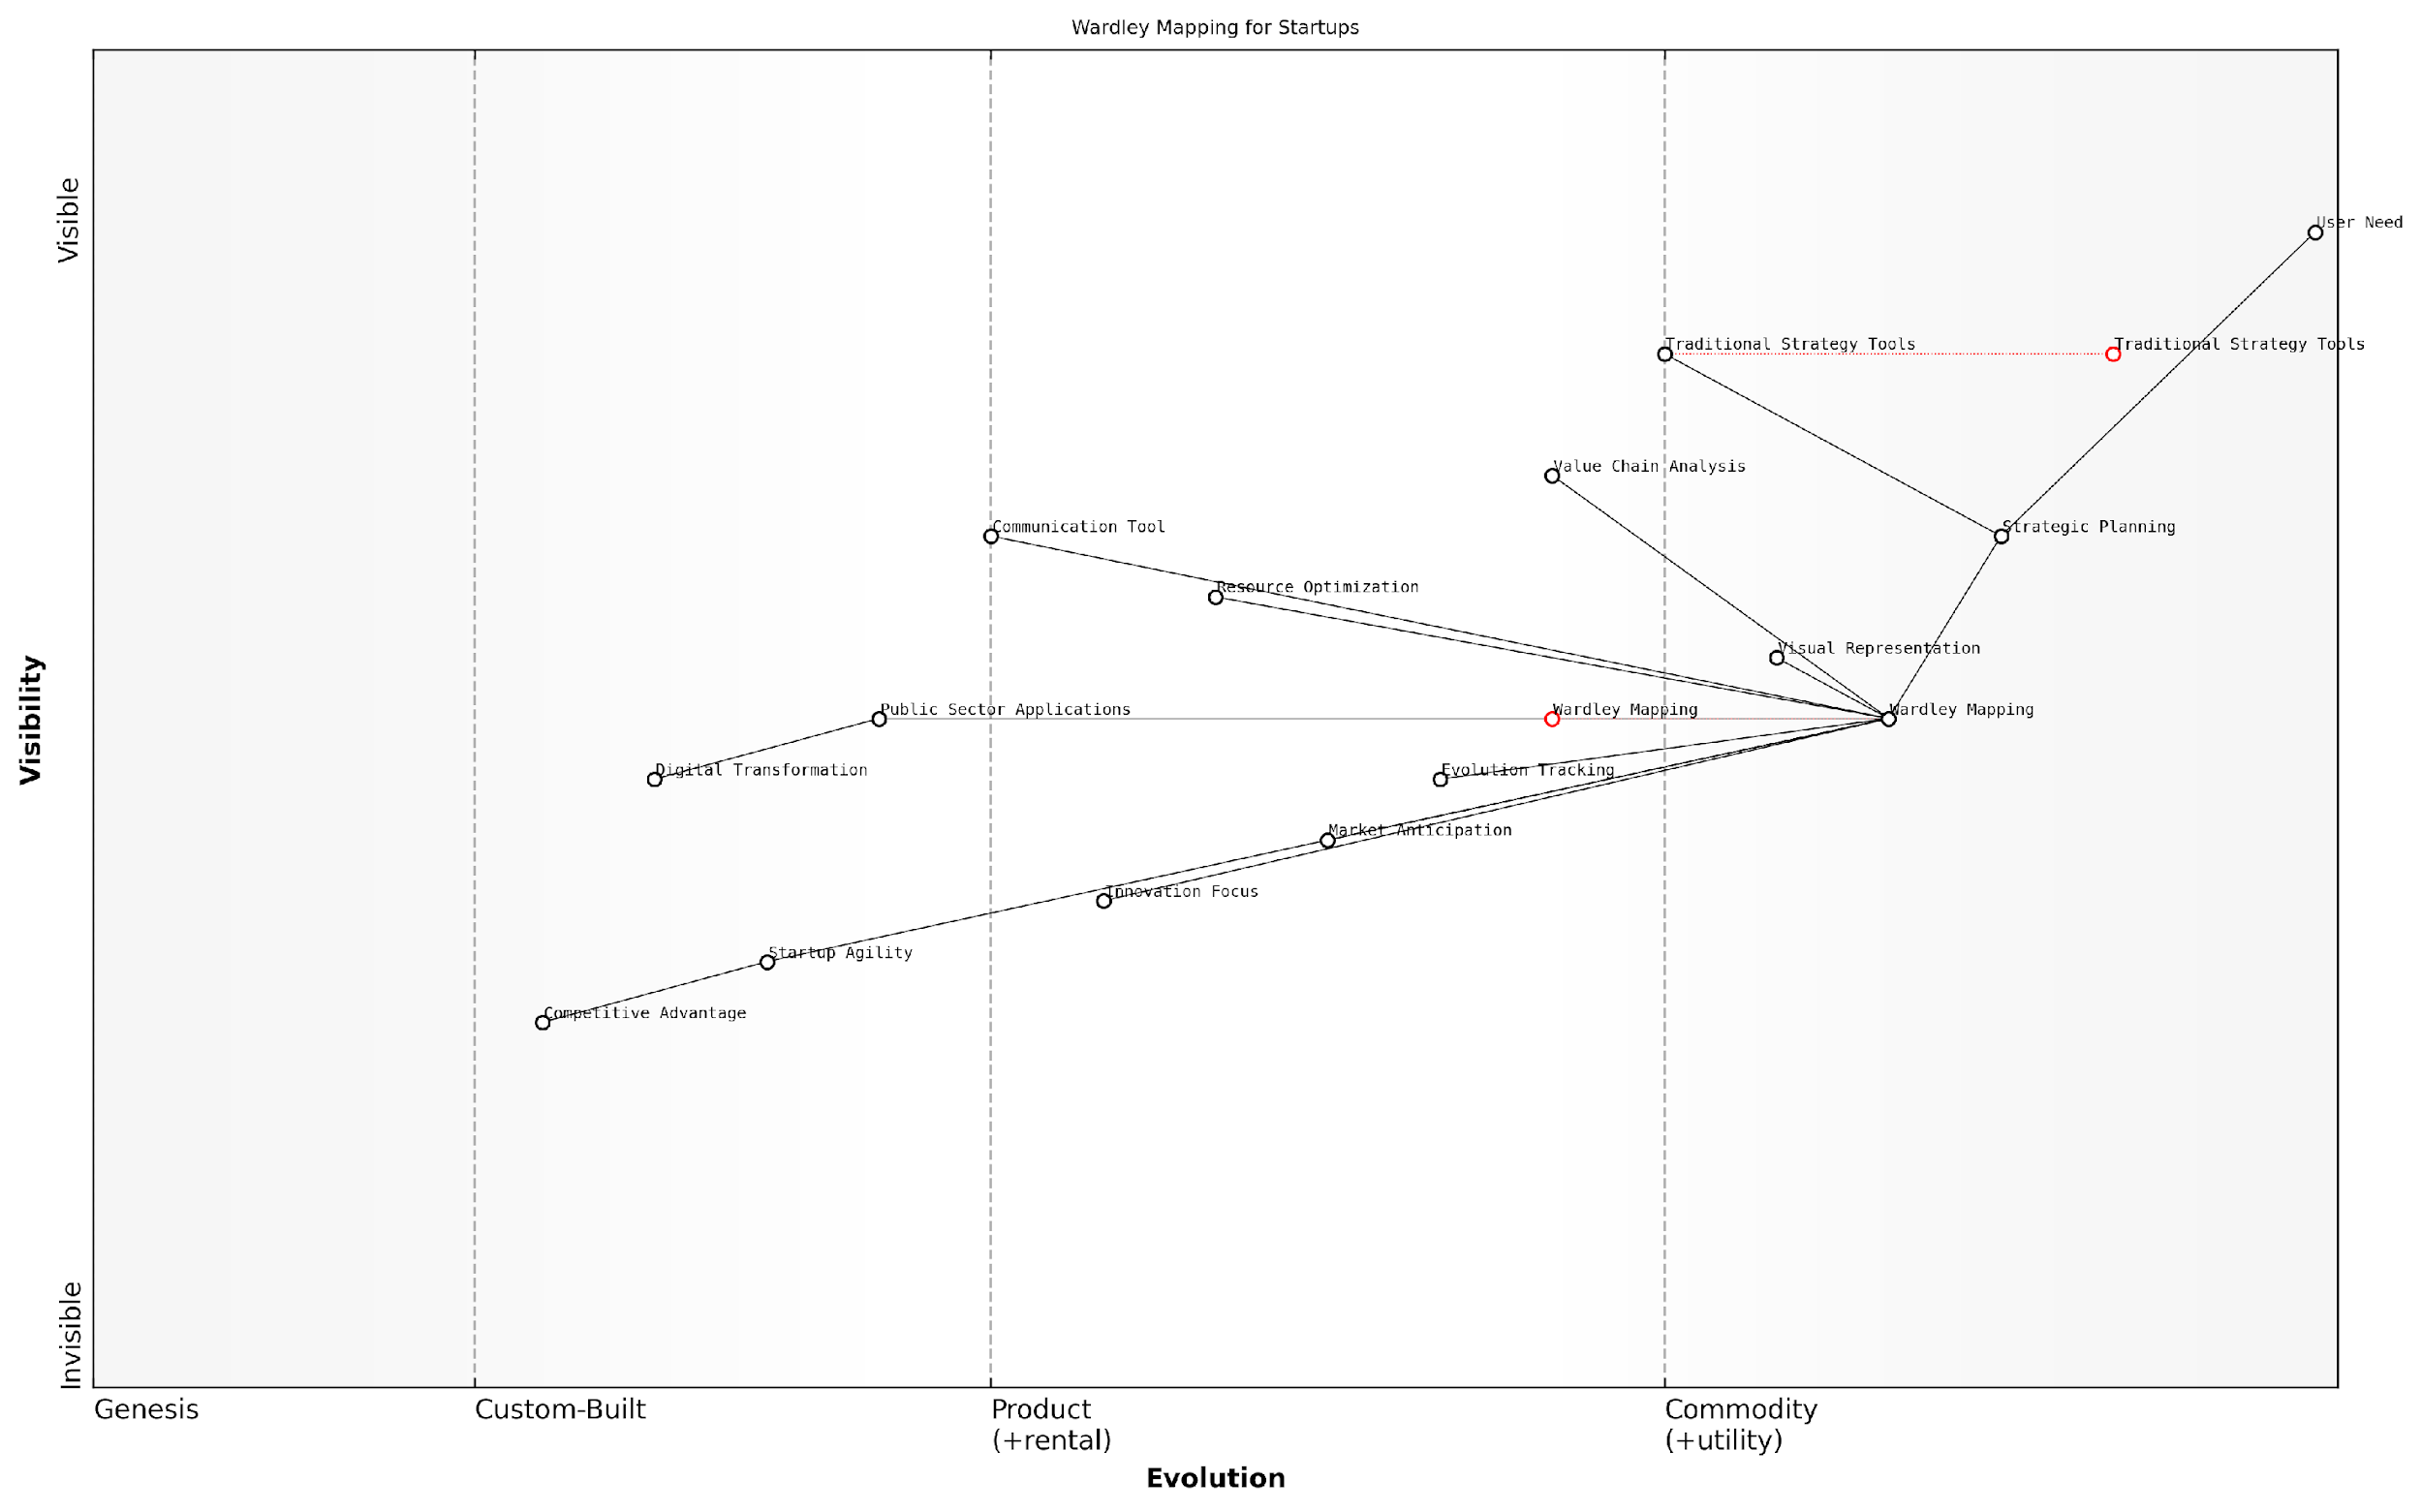 Wardley Mapping for Startups
Visible
User Need
Traditional Strategy Tools
Traditional Strategy Tools
Value Chain Analysis
Communication Tool
Strategic Planning
Resource Optimization
Visual Representation
Visibility
Public Sector Applications
Wardley Mapping
Wardley Mapping
Digital Transformation
Evolution Tracking
Market Anticipation
Innovation Focus
Startup Agility
Competitive Advantage
Invisible
Genesis
Custom-Built
Product
(+rental)
Commodity
(+utility)
Evolution